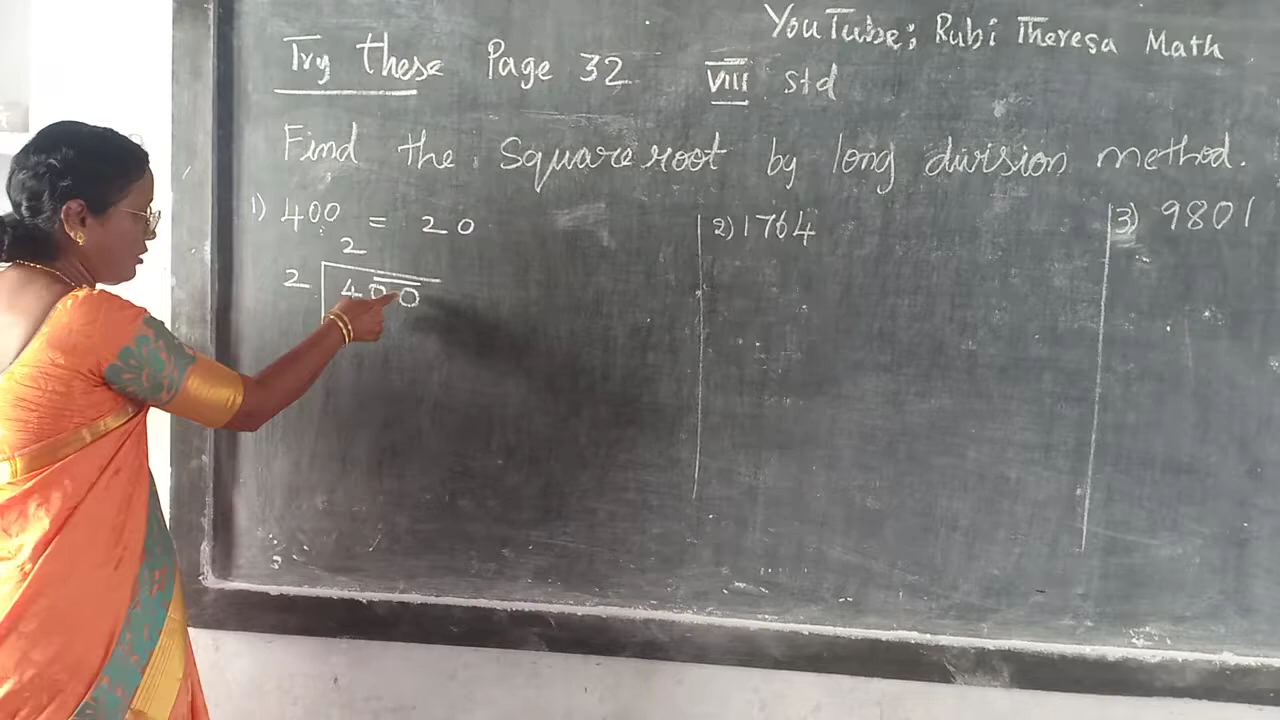 YouTube: Rubi Theresa Math
Try these Page 32 VIII Std
Find the Square root by long division method.
1) 400 = 20
2
2 400
2) 1764
3) 9801